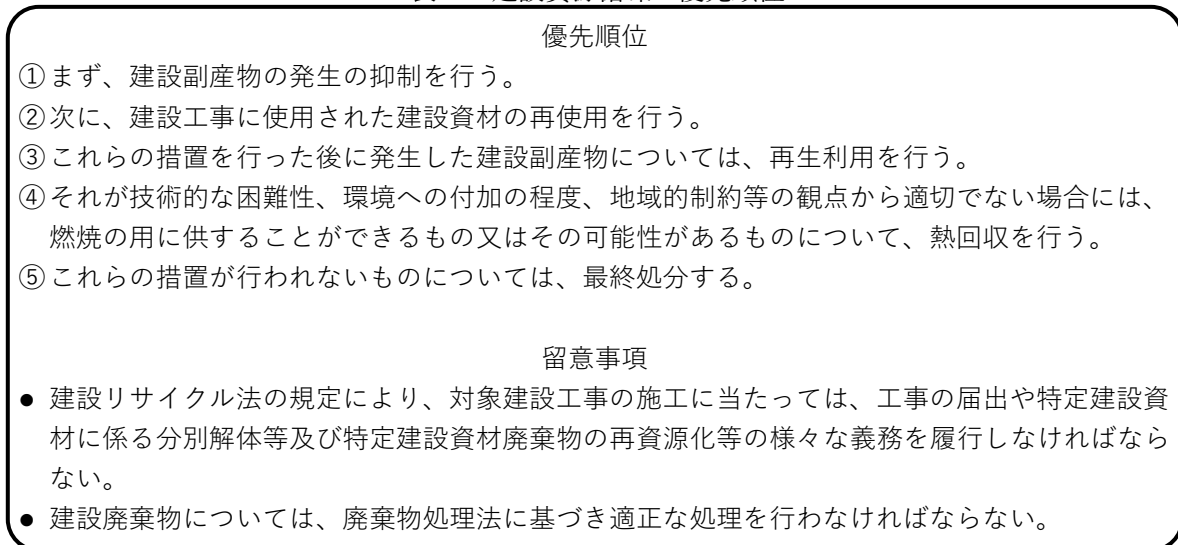 優先順位
①まず、建設副産物の発生の抑制を行う。
②次に、建設工事に使用された建設資材の再使用を行う。
③これらの措置を行った後に発生した建設副産物については、再生利用を行う。
④それが技術的な困難性、環境への付加の程度、地域的制約等の観点から適切でない場合には、
燃焼の用に供することができるもの又はその可能性があるものについて、熱回収を行う。
⑤これらの措置が行われないものについては、最終処分する。
留意事項
● 建設リサイクル法の規定により、対象建設工事の施工に当たっては、工事の届出や特定建設資
材に係る分別解体等及び特定建設資材廃棄物の再資源化等の様々な義務を履行しなければなら
ない。
● 建設廃棄物については、廃棄物処理法に基づき適正な処理を行わなければならない。